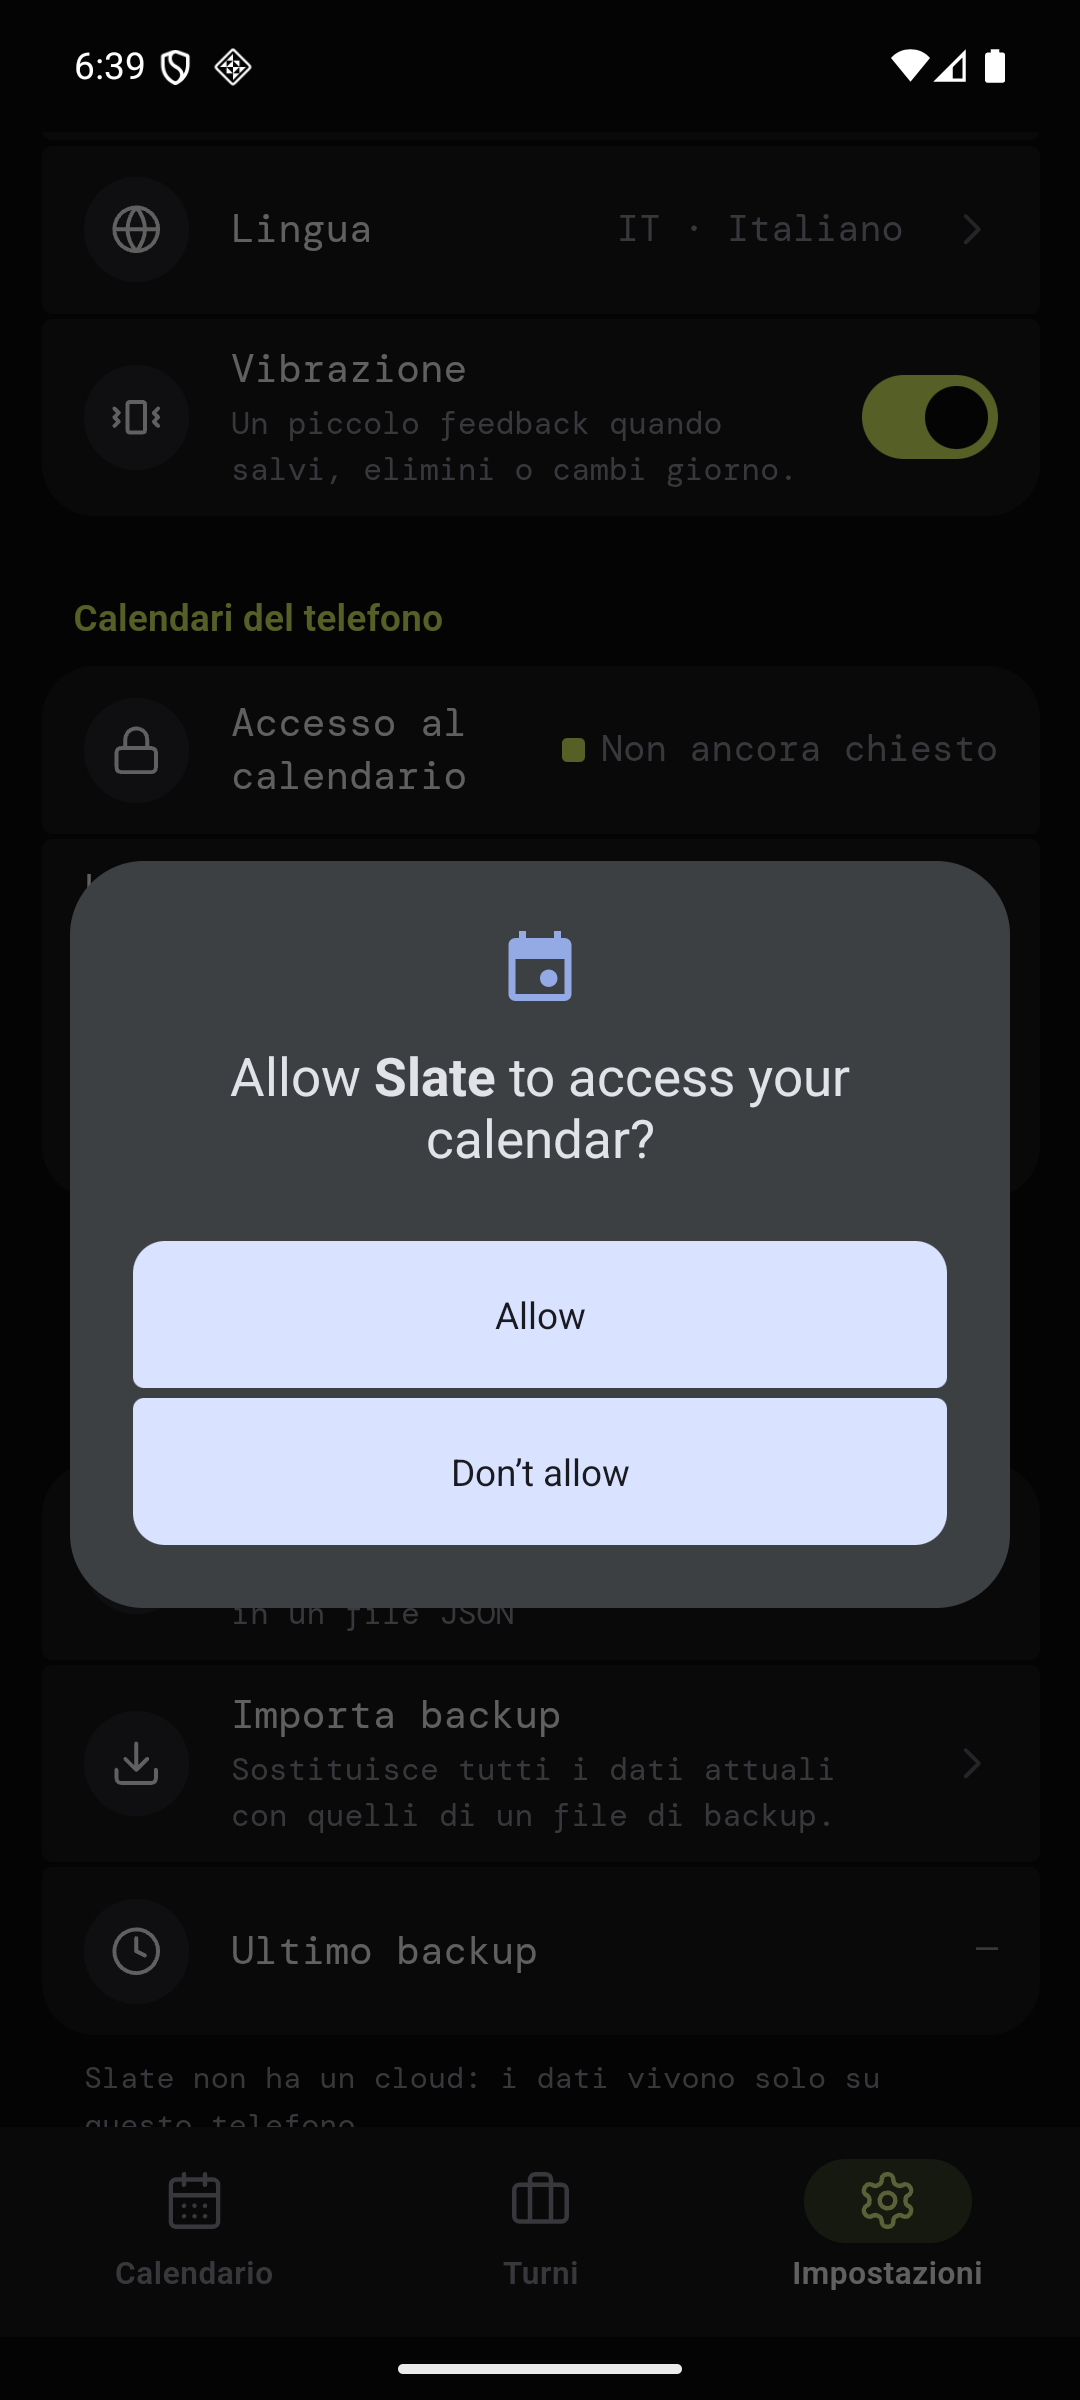 6:39
Lingua
IT · Italiano
Vibrazione
Un piccolo feedback quando
salvi, elimini o cambi giorno.
Calendari del telefono
Accesso al
calendario
Non ancora chiesto
Allow Slate to access your
calendar?
Allow
Don’t allow
in un file JSON
Importa backup
Sostituisce tutti i dati attuali
con quelli di un file di backup.
Ultimo backup
—
Slate non ha un cloud: i dati vivono solo su
questo telefono
Calendario
Turni
Impostazioni